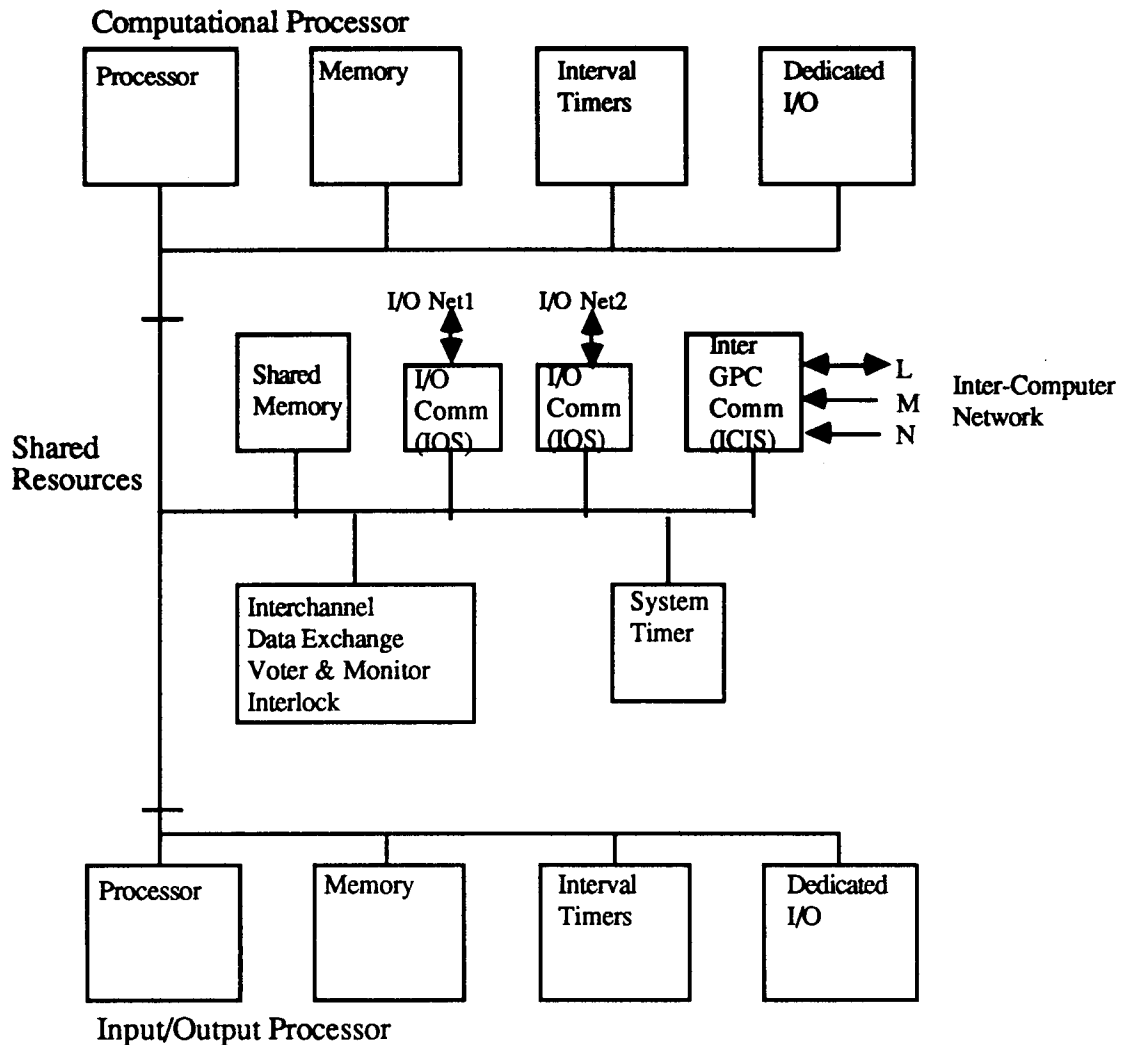 Computational Processor
Processor
Memory
Interval
Timers
Dedicated
I/O
I/O Net1
I/O Net2
Shared
Memory
I/O
Comm
(IOS)
I/O
Comm
(IOS)
Inter
GPC
Comm
(ICIS)
L
M
N
Inter-Computer
Network
Shared
Resources
Interchannel
Data Exchange
Voter & Monitor
Interlock
System
Timer
Processor
Memory
Interval
Timers
Dedicated
I/O
Input/Output Processor